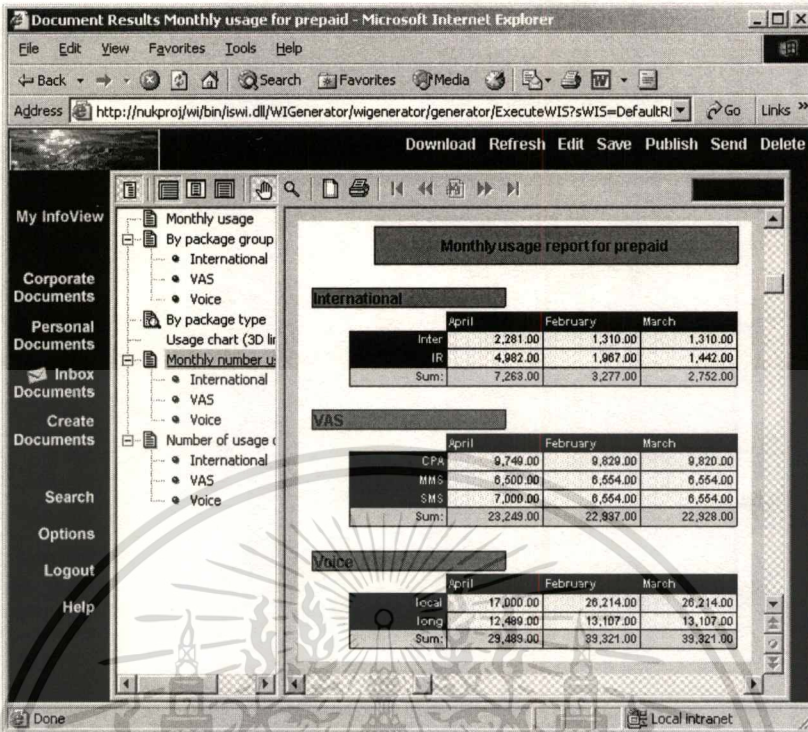 Document Results Monthly usage for prepaid - Microsoft Internet Explorer
File Edit View Favorites Tools Help
Back Search Favorites Media
Address http://nukproj/wi/bin/iswi.dll/WIGenerator/wigenerator/generator/ExecuteWIS?sWIS=DefaultRI Go Links »
Download Refresh Edit Save Publish Send Delete
My InfoView
Corporate Documents
Personal Documents
Inbox Documents
Create Documents
Search
Options
Logout
Help
Monthly usage
By package group
International
VAS
Voice
By package type
Usage chart (3D lin
Monthly number u
International
VAS
Voice
Number of usage
International
VAS
Voice
Monthly usage report for prepaid
International
April February March
Inter 2,281.00 1,310.00 1,310.00
IR 4,982.00 1,967.00 1,442.00
Sum: 7,263.00 3,277.00 2,752.00
VAS
April February March
CPA 9,749.00 9,829.00 9,820.00
MMS 6,500.00 6,554.00 6,554.00
SMS 7,000.00 6,554.00 6,554.00
Sum: 23,249.00 22,937.00 22,928.00
Voice
April February March
local 17,000.00 26,214.00 26,214.00
long 12,489.00 13,107.00 13,107.00
Sum: 29,489.00 39,321.00 39,321.00
Done Local intranet